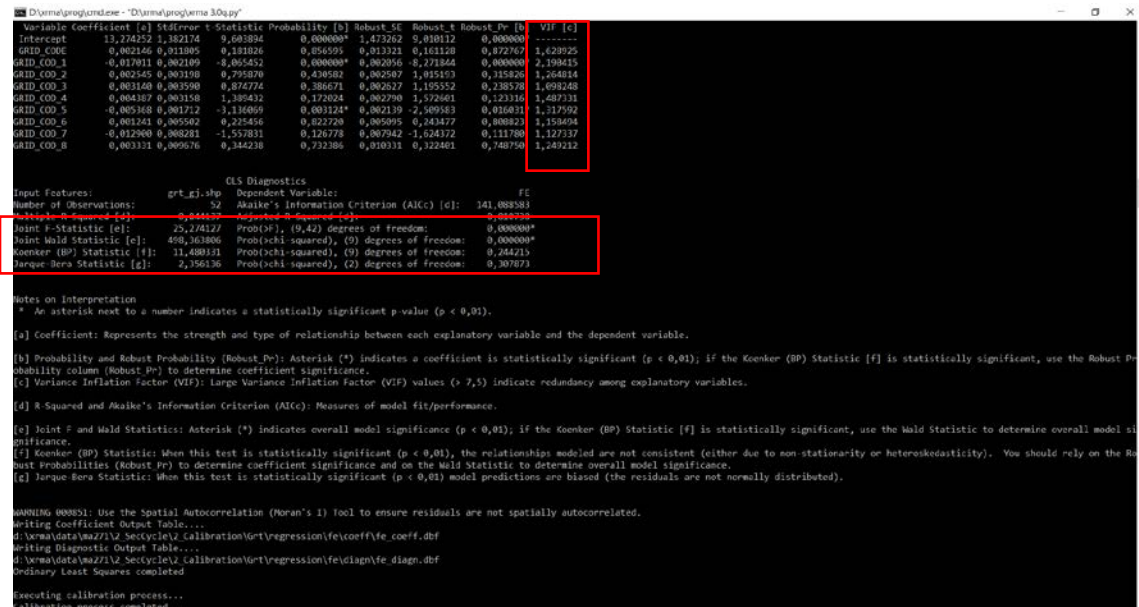 D:\xrma\prog\cmd.exe - "D:\xrma\prog\xrma 3.0q.py"
Variable Coefficient [a] StdError t-Statistic Probability [b] Robust_SE Robust_t Robust_Pr [b] VIF [c]
Intercept 13,274252 1,382174 9,603894 0,000000* 1,473262 9,010112 0,000000* --------
GRID_CODE 0,002146 0,011805 0,181826 0,856595 0,013321 0,161128 0,872767 1,628925
GRID_COD_1 -0,017011 0,002109 -8,065452 0,000000* 0,002056 -8,271844 0,000000* 2,190415
GRID_COD_2 0,002545 0,003198 0,795870 0,430582 0,002507 1,015193 0,315826 1,264814
GRID_COD_3 0,003140 0,003590 0,874774 0,386671 0,002627 1,195552 0,238578 1,098248
GRID_COD_4 0,004387 0,003158 1,389432 0,172024 0,002790 1,572601 0,123316 1,487331
GRID_COD_5 -0,005368 0,001712 -3,136069 0,003124* 0,002139 -2,509583 0,016031 1,317592
GRID_COD_6 0,001241 0,005502 0,225456 0,822720 0,005095 0,243477 0,808823 1,158494
GRID_COD_7 -0,012900 0,008281 -1,557831 0,126778 0,007942 -1,624372 0,111780 1,127337
GRID_COD_8 0,003331 0,009676 0,344238 0,732386 0,010331 0,322401 0,748750 1,249212
OLS Diagnostics
Input Features: grt_gj.shp Dependent Variable: FE
Number of Observations: 52 Akaike's Information Criterion (AICc) [d]: 141,088583
Multiple R-Squared [d]: 0,844137 Adjusted R-Squared [d]: 0,810738
Joint F-Statistic [e]: 25,274127 Prob(>F), (9,42) degrees of freedom: 0,000000*
Joint Wald Statistic [e]: 498,363806 Prob(>chi-squared), (9) degrees of freedom: 0,000000*
Koenker (BP) Statistic [f]: 11,480331 Prob(>chi-squared), (9) degrees of freedom: 0,244215
Jarque-Bera Statistic [g]: 2,356136 Prob(>chi-squared), (2) degrees of freedom: 0,307873
Notes on Interpretation
* An asterisk next to a number indicates a statistically significant p-value (p < 0,01).
[a] Coefficient: Represents the strength and type of relationship between each explanatory variable and the dependent variable.
[b] Probability and Robust Probability (Robust_Pr): Asterisk (*) indicates a coefficient is statistically significant (p < 0,01); if the Koenker (BP) Statistic [f] is statistically significant, use the Robust Pr
obability column (Robust_Pr) to determine coefficient significance.
[c] Variance Inflation Factor (VIF): Large Variance Inflation Factor (VIF) values (> 7,5) indicate redundancy among explanatory variables.
[d] R-Squared and Akaike's Information Criterion (AICc): Measures of model fit/performance.
[e] Joint F and Wald Statistics: Asterisk (*) indicates overall model significance (p < 0,01); if the Koenker (BP) Statistic [f] is statistically significant, use the Wald Statistic to determine overall model si
gnificance.
[f] Koenker (BP) Statistic: When this test is statistically significant (p < 0,01), the relationships modeled are not consistent (either due to non-stationarity or heteroskedasticity). You should rely on the Ro
bust Probabilities (Robust_Pr) to determine coefficient significance and on the Wald Statistic to determine overall model significance.
[g] Jarque-Bera Statistic: When this test is statistically significant (p < 0,01) model predictions are biased (the residuals are not normally distributed).
WARNING 000851: Use the Spatial Autocorrelation (Moran's I) Tool to ensure residuals are not spatially autocorrelated.
Writing Coefficient Output Table....
d:\xrma\data\ma271\2_SecCycle\2_Calibration\Grt\regression\fe\coeff\fe_coeff.dbf
Writing Diagnostic Output Table....
d:\xrma\data\ma271\2_SecCycle\2_Calibration\Grt\regression\fe\diagn\fe_diagn.dbf
Ordinary Least Squares completed
Executing calibration process...
Calibration process completed